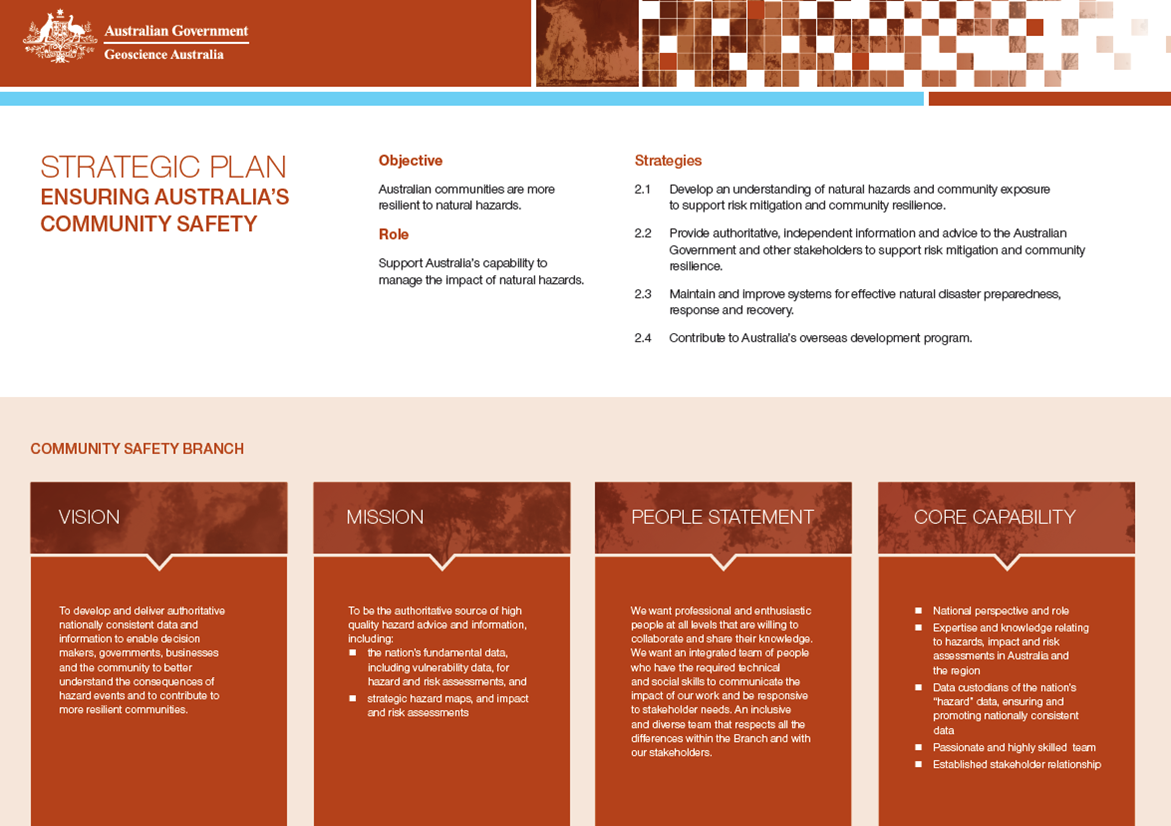 Australian Government
Geoscience Australia
STRATEGIC PLAN
ENSURING AUSTRALIA'S
COMMUNITY SAFETY
Objective
Australian communities are more
resilient to natural hazards.
Role
Support Australia's capability to
manage the impact of natural hazards.
Strategies
2.1 Develop an understanding of natural hazards and community exposure
to support risk mitigation and community resilience.
2.2 Provide authoritative, independent information and advice to the Australian
Government and other stakeholders to support risk mitigation and community
resilience.
2.3 Maintain and improve systems for effective natural disaster preparedness,
response and recovery.
2.4 Contribute to Australia's overseas development program.
COMMUNITY SAFETY BRANCH
VISION
To develop and deliver authoritative
nationally consistent data and
information to enable decision
makers, governments, businesses
and the community to better
understand the consequences of
hazard events and to contribute to
more resilient communities.
MISSION
To be the authoritative source of high
quality hazard advice and information,
including:
■ the nation's fundamental data,
including vulnerability data, for
hazard and risk assessments, and
■ strategic hazard maps, and impact
and risk assessments
PEOPLE STATEMENT
We want professional and enthusiastic
people at all levels that are willing to
collaborate and share their knowledge.
We want an integrated team of people
who have the required technical
and social skills to communicate the
impact of our work and be responsive
to stakeholder needs. An inclusive
and diverse team that respects all the
differences within the Branch and with
our stakeholders.
CORE CAPABILITY
■ National perspective and role
■ Expertise and knowledge relating
to hazards, impact and risk
assessments in Australia and
the region
■ Data custodians of the nation's
"hazard" data, ensuring and
promoting nationally consistent
data
■ Passionate and highly skilled team
■ Established stakeholder relationship